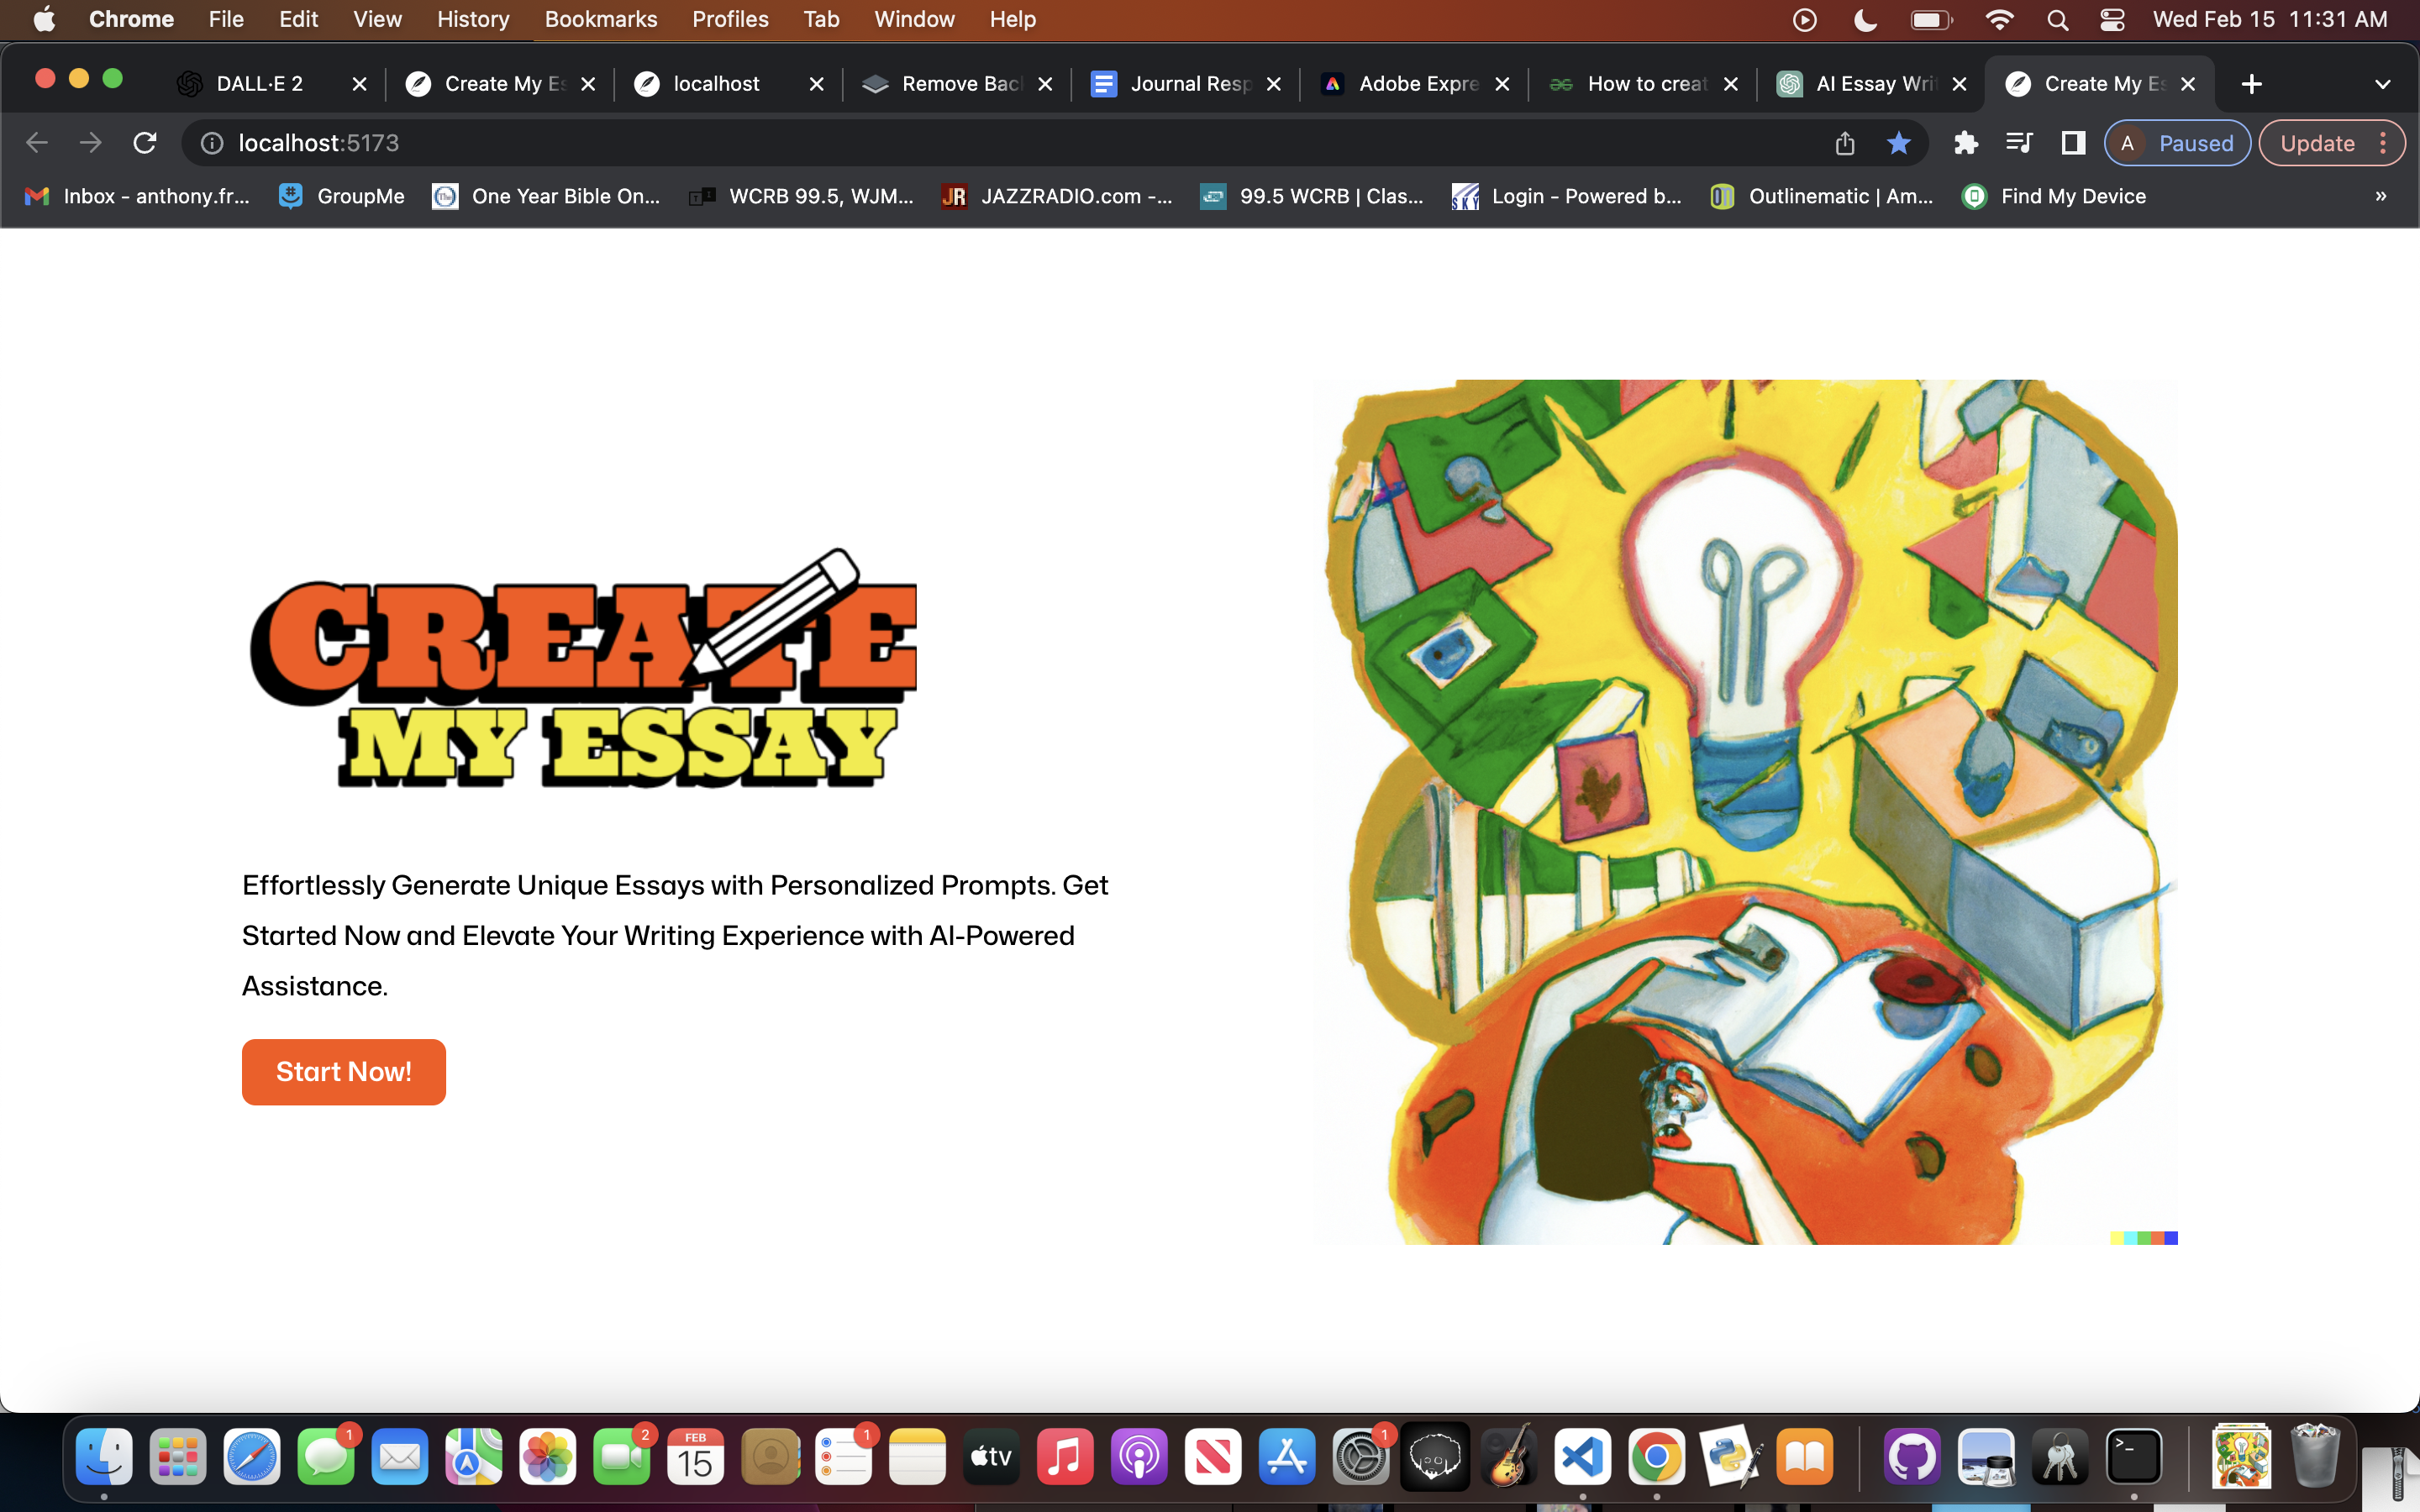 Chrome File Edit View History Bookmarks Profiles Tab Window Help Wed Feb 15 11:31 AM
DALL·E 2 Create My Es localhost Remove Bac Journal Resp Adobe Expre How to creat AI Essay Writ Create My Es
localhost:5173 A Paused Update
Inbox - anthony.fr... GroupMe One Year Bible On... WCRB 99.5, WJM... JR JAZZRADIO.com -... 99.5 WCRB | Clas... SKY Login - Powered b... Outlinematic | Am... Find My Device »
CREATE
MY ESSAY
Effortlessly Generate Unique Essays with Personalized Prompts. Get
Started Now and Elevate Your Writing Experience with AI-Powered
Assistance.
Start Now!
1 2 FEB 15 1 tv 1